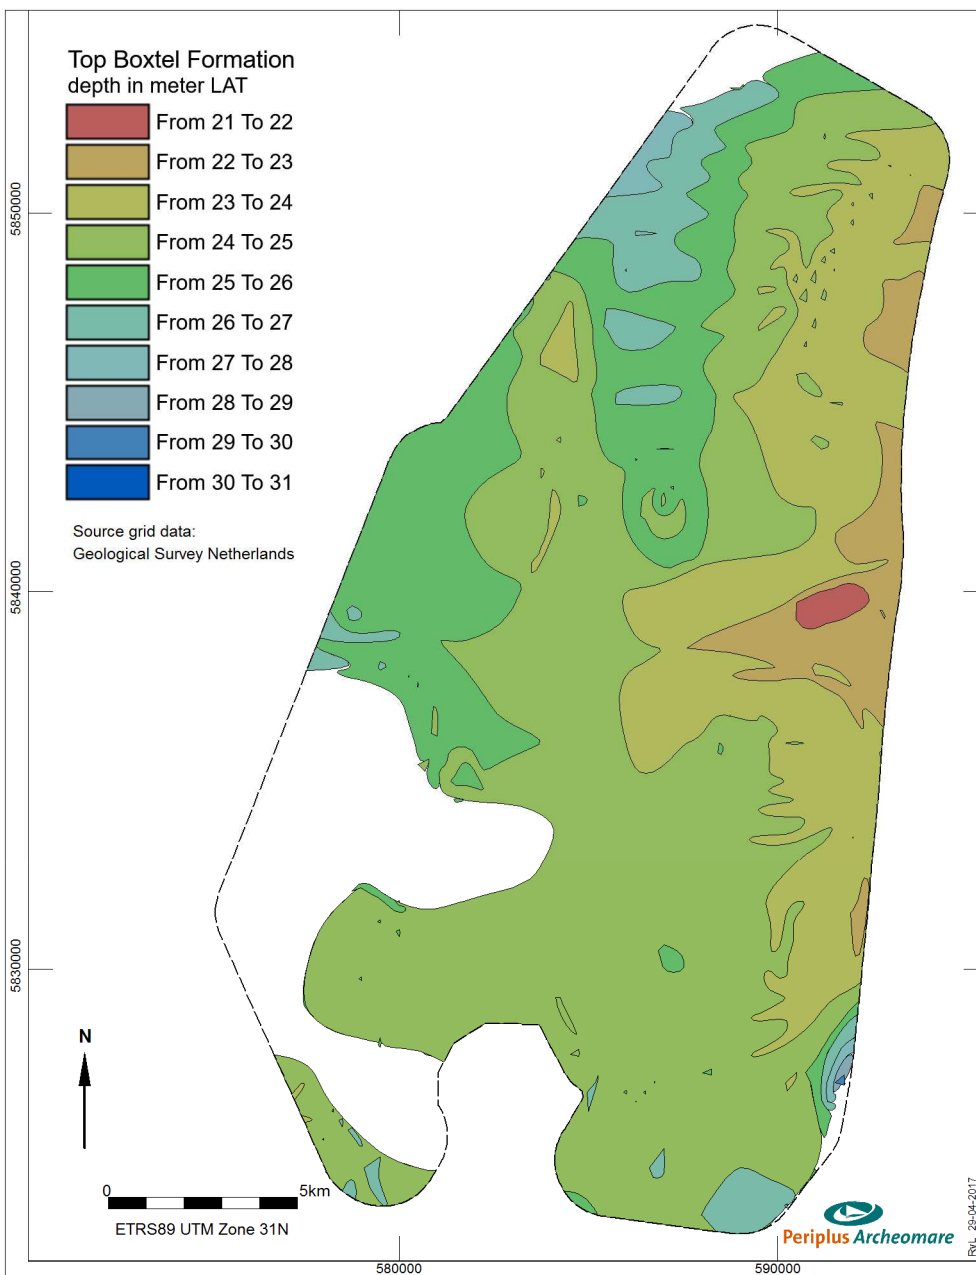 Top Boxtel Formation
depth in meter LAT
From 21 To 22
From 22 To 23
From 23 To 24
From 24 To 25
From 25 To 26
From 26 To 27
From 27 To 28
From 28 To 29
From 29 To 30
From 30 To 31
Source grid data:
Geological Survey Netherlands
5850000
5840000
5830000
N
0 5km
ETRS89 UTM Zone 31N
580000
590000
Periplus Archeomare
RvL 29-04-2017